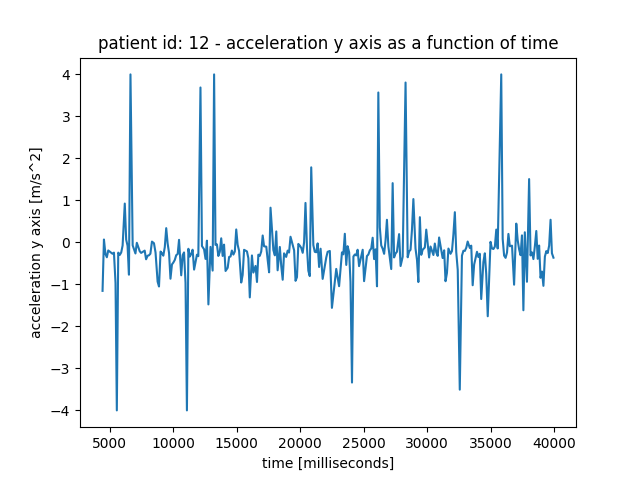 patient id: 12 - acceleration y axis as a function of time
acceleration y axis [m/s^2]
4
3
2
1
0
−1
−2
−3
−4
5000 10000 15000 20000 25000 30000 35000 40000
time [milliseconds]